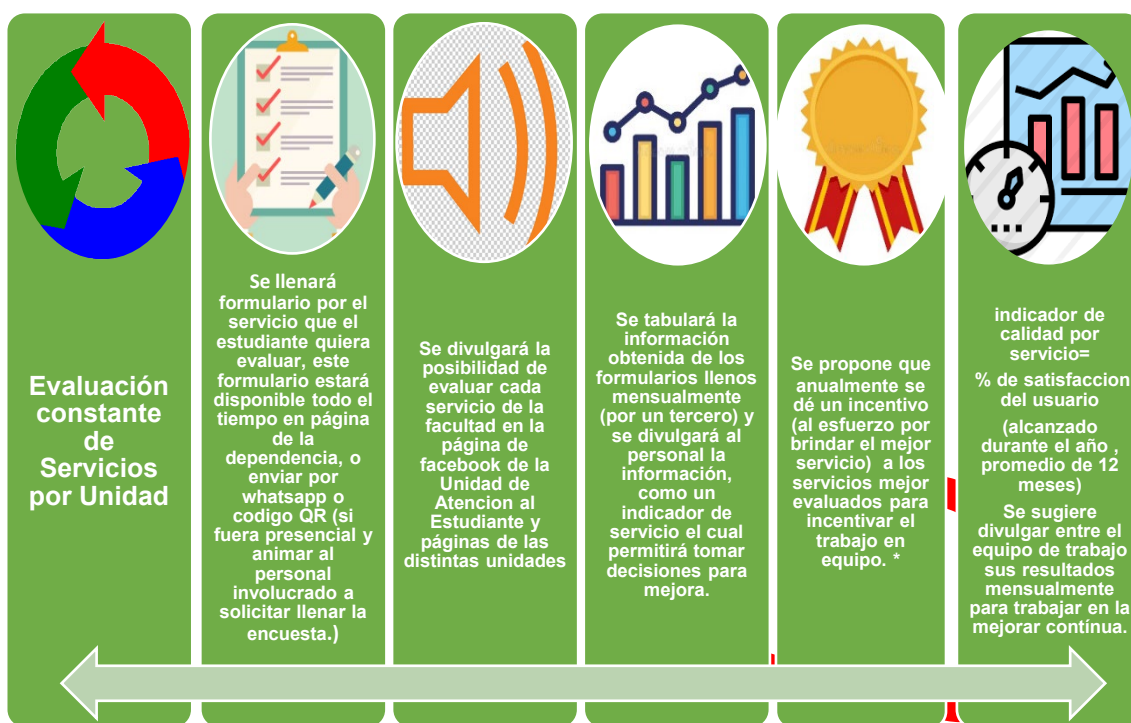 Evaluación
constante
de
Servicios
por Unidad
Se llenará
formulario por el
servicio que el
estudiante quiera
evaluar, este
formulario estará
disponible todo el
tiempo en página
de la
dependencia, o
enviar por
whatsapp o
codigo QR (si
fuera presencial y
animar al
personal
involucrado a
solicitar llenar la
encuesta.)
Se divulgará la
posibilidad de
evaluar cada
servicio de la
facultad en la
página de
facebook de la
Unidad de
Atencion al
Estudiante y
páginas de las
distintas unidades
Se tabulará la
información
obtenida de los
formularios llenos
mensualmente
(por un tercero) y
se divulgará al
personal la
información,
como un
indicador de
servicio el cual
permitirá tomar
decisiones para
mejora.
Se propone que
anualmente se
dé un incentivo
(al esfuerzo por
brindar el mejor
servicio) a los
servicios mejor
evaluados para
incentivar el
trabajo en
equipo. *
indicador de
calidad por
servicio=
% de satisfaccion
del usuario
(alcanzado
durante el año ,
promedio de 12
meses)
Se sugiere
divulgar entre el
equipo de trabajo
sus resultados
mensualmente
para trabajar en la
mejorar contínua.